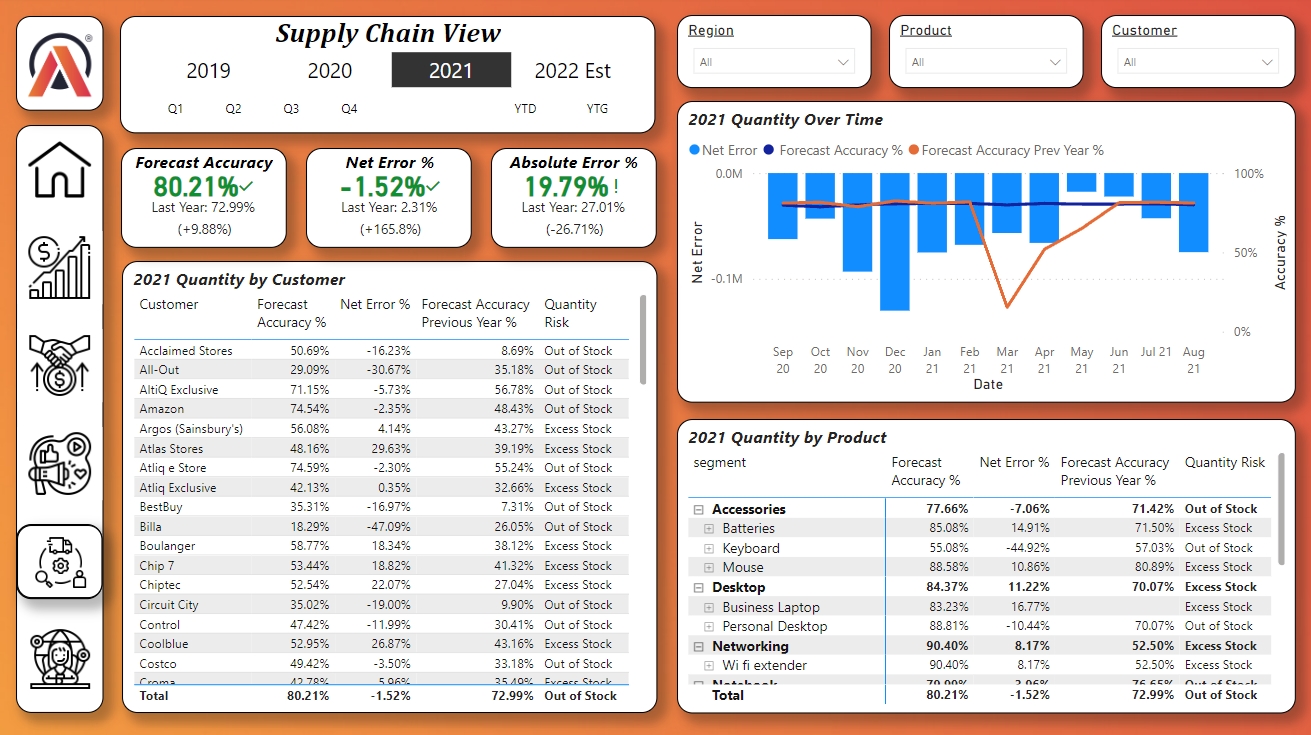 Supply Chain View
2019 2020 2021 2022 Est
Q1 Q2 Q3 Q4 YTD YTG
Region
All
Product
All
Customer
All
Forecast Accuracy
80.21%
Last Year: 72.99%
(+9.88%)
Net Error %
-1.52%
Last Year: 2.31%
(+165.8%)
Absolute Error %
19.79% !
Last Year: 27.01%
(-26.71%)
2021 Quantity by Customer
Customer Forecast Accuracy % Net Error % Forecast Accuracy Previous Year % Quantity Risk
Acclaimed Stores 50.69% -16.23% 8.69% Out of Stock
All-Out 29.09% -30.67% 35.18% Out of Stock
AltiQ Exclusive 71.15% -5.73% 56.78% Out of Stock
Amazon 74.54% -2.35% 48.43% Out of Stock
Argos (Sainsbury's) 56.08% 4.14% 43.27% Excess Stock
Atlas Stores 48.16% 29.63% 39.19% Excess Stock
Atliq e Store 74.59% -2.30% 55.24% Out of Stock
Atliq Exclusive 42.13% 0.35% 32.66% Excess Stock
BestBuy 35.31% -16.97% 7.31% Out of Stock
Billa 18.29% -47.09% 26.05% Out of Stock
Boulanger 58.77% 18.34% 38.12% Excess Stock
Chip 7 53.44% 18.82% 41.32% Excess Stock
Chiptec 52.54% 22.07% 27.04% Excess Stock
Circuit City 35.02% -19.00% 9.90% Out of Stock
Control 47.42% -11.99% 30.41% Out of Stock
Coolblue 52.95% 26.87% 43.16% Excess Stock
Costco 49.42% -3.50% 33.18% Out of Stock
Croma 42.78% 5.96% 35.49% Excess Stock
Total 80.21% -1.52% 72.99% Out of Stock
2021 Quantity Over Time
Net Error Forecast Accuracy % Forecast Accuracy Prev Year %
0.0M
-0.1M
Net Error
100%
50%
0%
Accuracy %
Sep 20 Oct 20 Nov 20 Dec 20 Jan 21 Feb 21 Mar 21 Apr 21 May 21 Jun 21 Jul 21 Aug 21
Date
2021 Quantity by Product
segment Forecast Accuracy % Net Error % Forecast Accuracy Previous Year % Quantity Risk
Accessories 77.66% -7.06% 71.42% Out of Stock
Batteries 85.08% 14.91% 71.50% Excess Stock
Keyboard 55.08% -44.92% 57.03% Out of Stock
Mouse 88.58% 10.86% 80.89% Excess Stock
Desktop 84.37% 11.22% 70.07% Excess Stock
Business Laptop 83.23% 16.77% Excess Stock
Personal Desktop 88.81% -10.44% 70.07% Out of Stock
Networking 90.40% 8.17% 52.50% Excess Stock
Wi fi extender 90.40% 8.17% 52.50% Excess Stock
Notebook Out of Stock
Total 80.21% -1.52% 72.99% Out of Stock